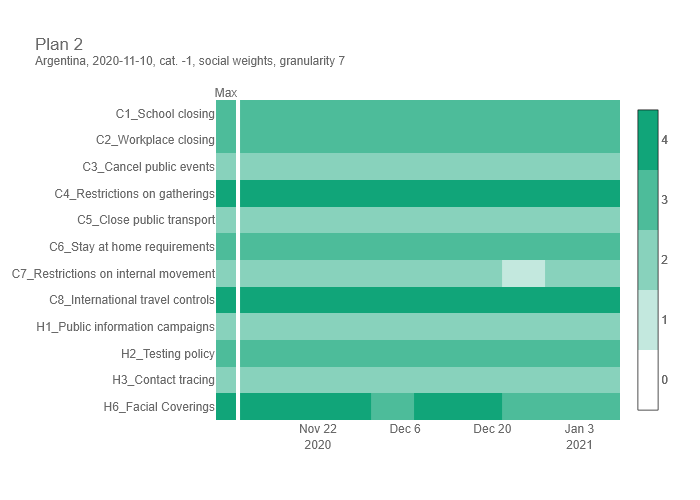 Plan 2
Argentina, 2020-11-10, cat. -1, social weights, granularity 7
Max
C1_School closing
C2_Workplace closing
C3_Cancel public events
C4_Restrictions on gatherings
C5_Close public transport
C6_Stay at home requirements
C7_Restrictions on internal movement
C8_International travel controls
H1_Public information campaigns
H2_Testing policy
H3_Contact tracing
H6_Facial Coverings
Nov 22 Dec 6 Dec 20 Jan 3
2020 2021
4
3
2
1
0